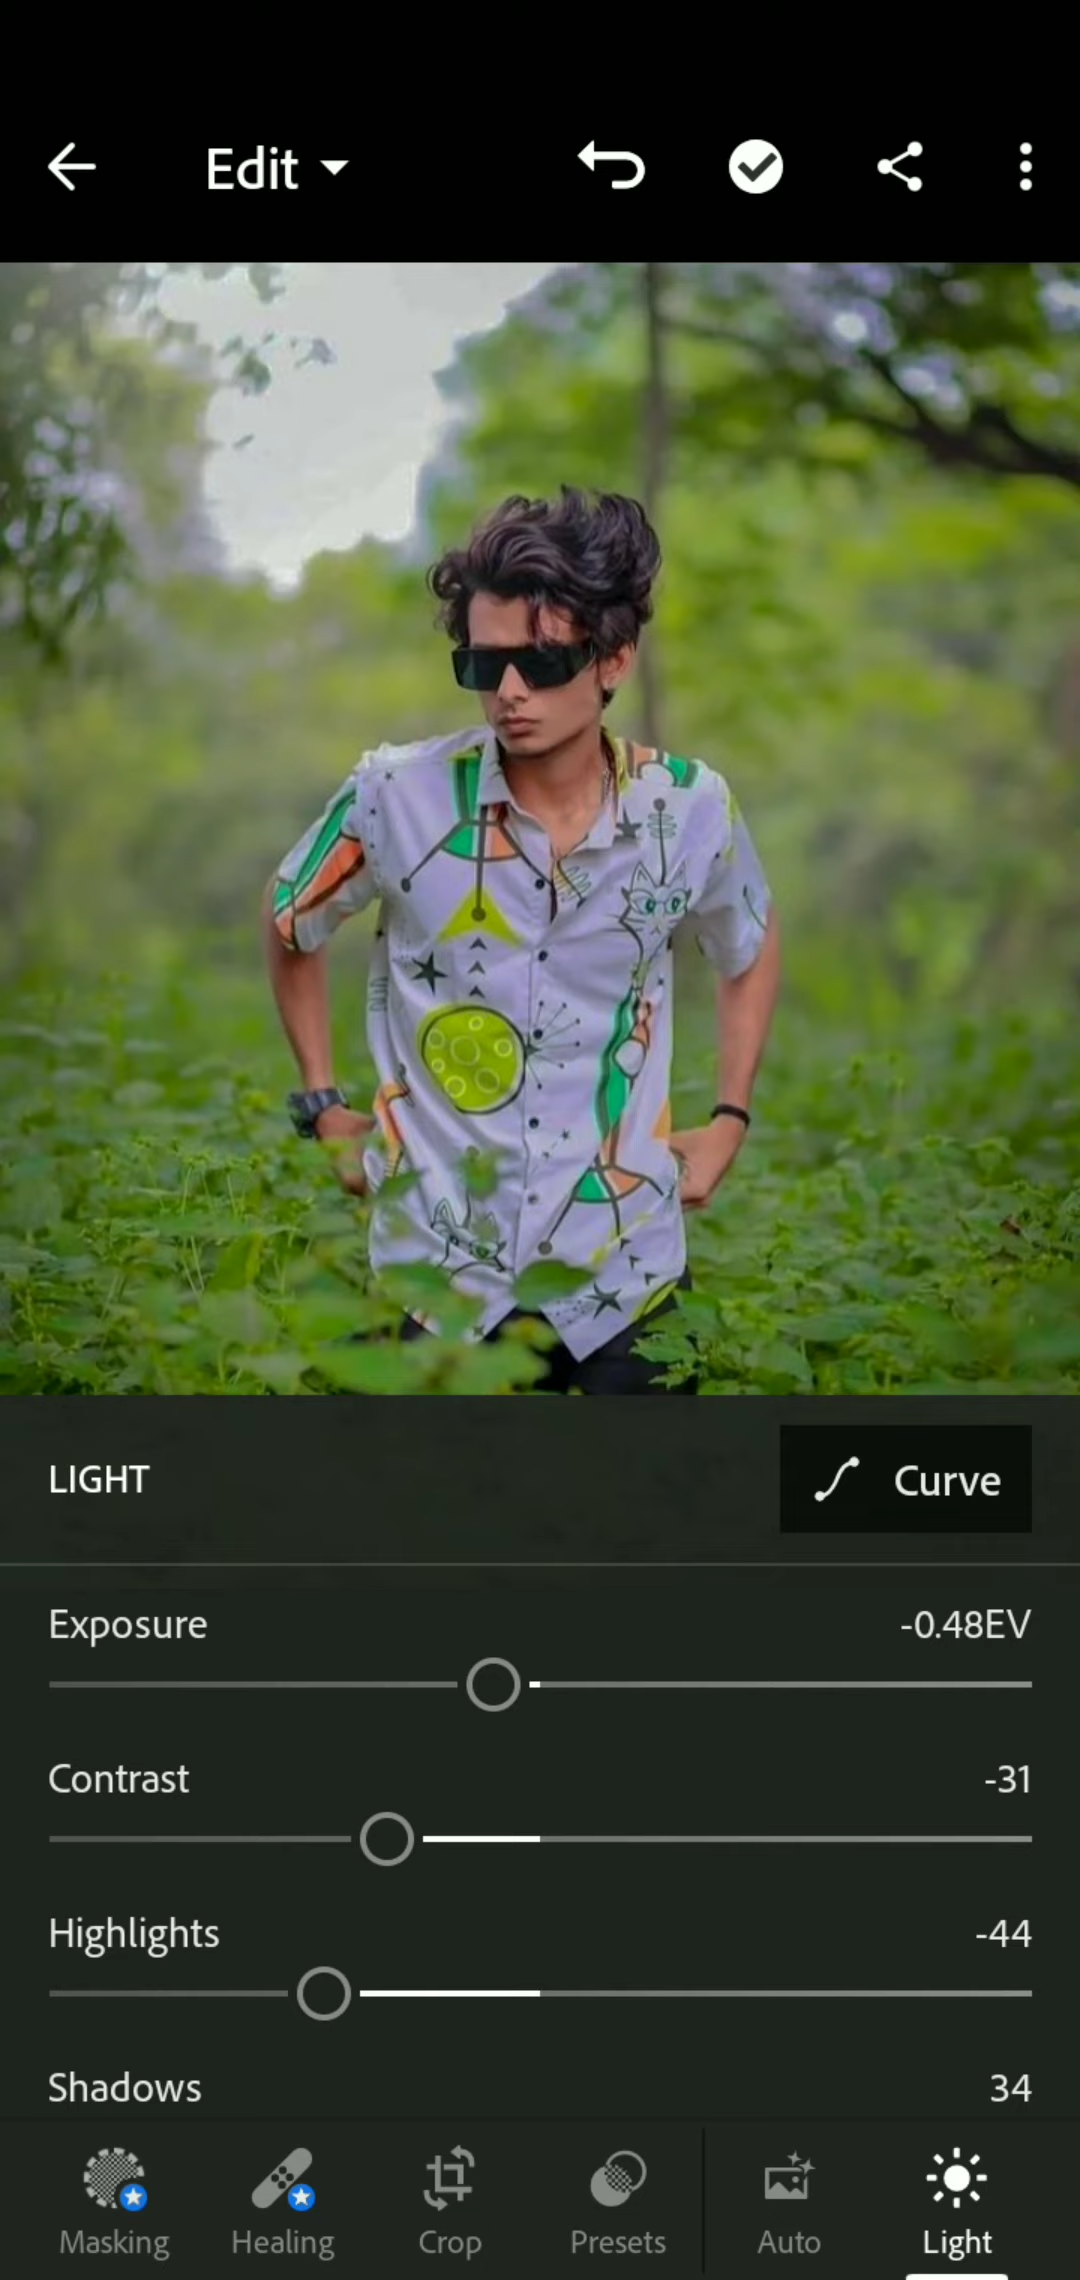 Edit
LIGHT
Curve
Exposure
-0.48EV
Contrast
-31
Highlights
-44
Shadows
34
Masking
Healing
Crop
Presets
Auto
Light